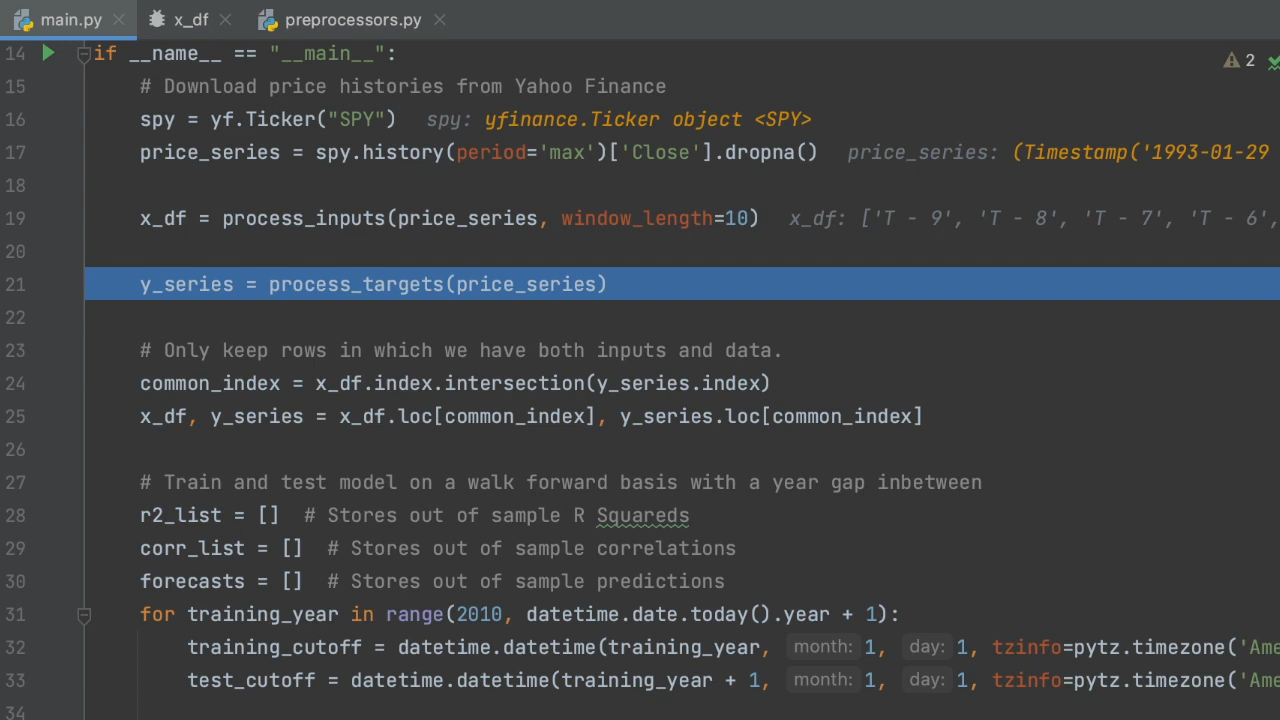 main.py x_df preprocessors.py
14 if __name__ == "__main__": 2
15 # Download price histories from Yahoo Finance
16 spy = yf.Ticker("SPY") spy: yfinance.Ticker object <SPY>
17 price_series = spy.history(period='max')['Close'].dropna() price_series: (Timestamp('1993-01-29
18
19 x_df = process_inputs(price_series, window_length=10) x_df: ['T - 9', 'T - 8', 'T - 7', 'T - 6',
20
21 y_series = process_targets(price_series)
22
23 # Only keep rows in which we have both inputs and data.
24 common_index = x_df.index.intersection(y_series.index)
25 x_df, y_series = x_df.loc[common_index], y_series.loc[common_index]
26
27 # Train and test model on a walk forward basis with a year gap inbetween
28 r2_list = [] # Stores out of sample R Squareds
29 corr_list = [] # Stores out of sample correlations
30 forecasts = [] # Stores out of sample predictions
31 for training_year in range(2010, datetime.date.today().year + 1):
32 training_cutoff = datetime.datetime(training_year, month: 1, day: 1, tzinfo=pytz.timezone('Ame
33 test_cutoff = datetime.datetime(training_year + 1, month: 1, day: 1, tzinfo=pytz.timezone('Ame
34